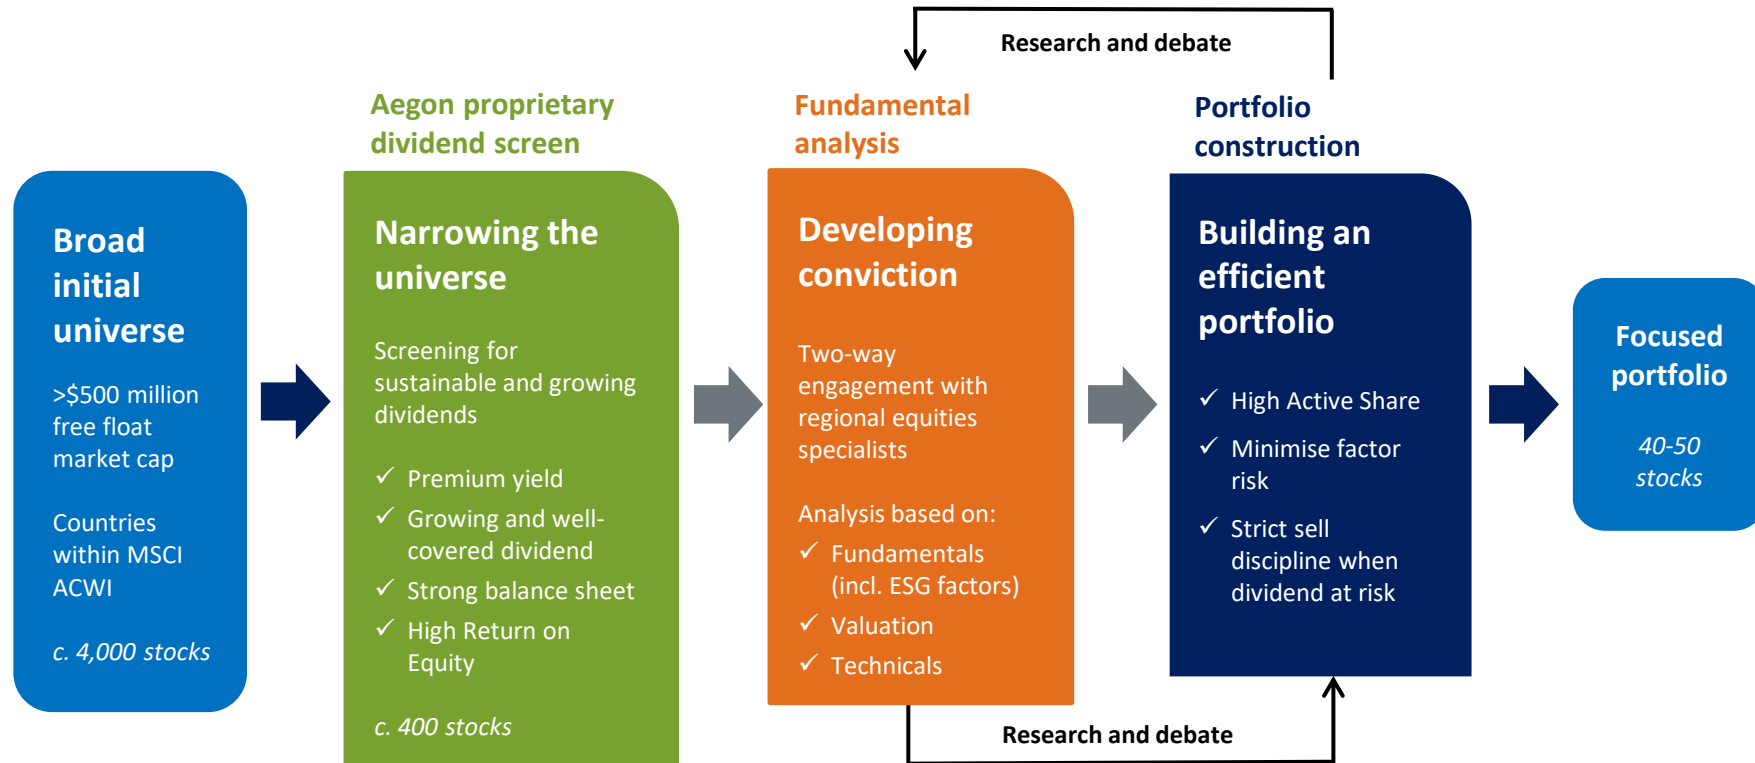 Research and debate
Aegon proprietary
dividend screen
Fundamental
analysis
Portfolio
construction
Broad
initial
universe
>$500 million
free float
market cap
Countries
within MSCI
ACWI
c. 4,000 stocks
Narrowing the
universe
Screening for
sustainable and growing
dividends
✓ Premium yield
✓ Growing and well-
covered dividend
✓ Strong balance sheet
✓ High Return on
Equity
c. 400 stocks
Developing
conviction
Two-way
engagement with
regional equities
specialists
Analysis based on:
✓ Fundamentals
(incl. ESG factors)
✓ Valuation
✓ Technicals
Building an
efficient
portfolio
✓ High Active Share
✓ Minimise factor
risk
✓ Strict sell
discipline when
dividend at risk
Focused
portfolio
40-50
stocks
Research and debate